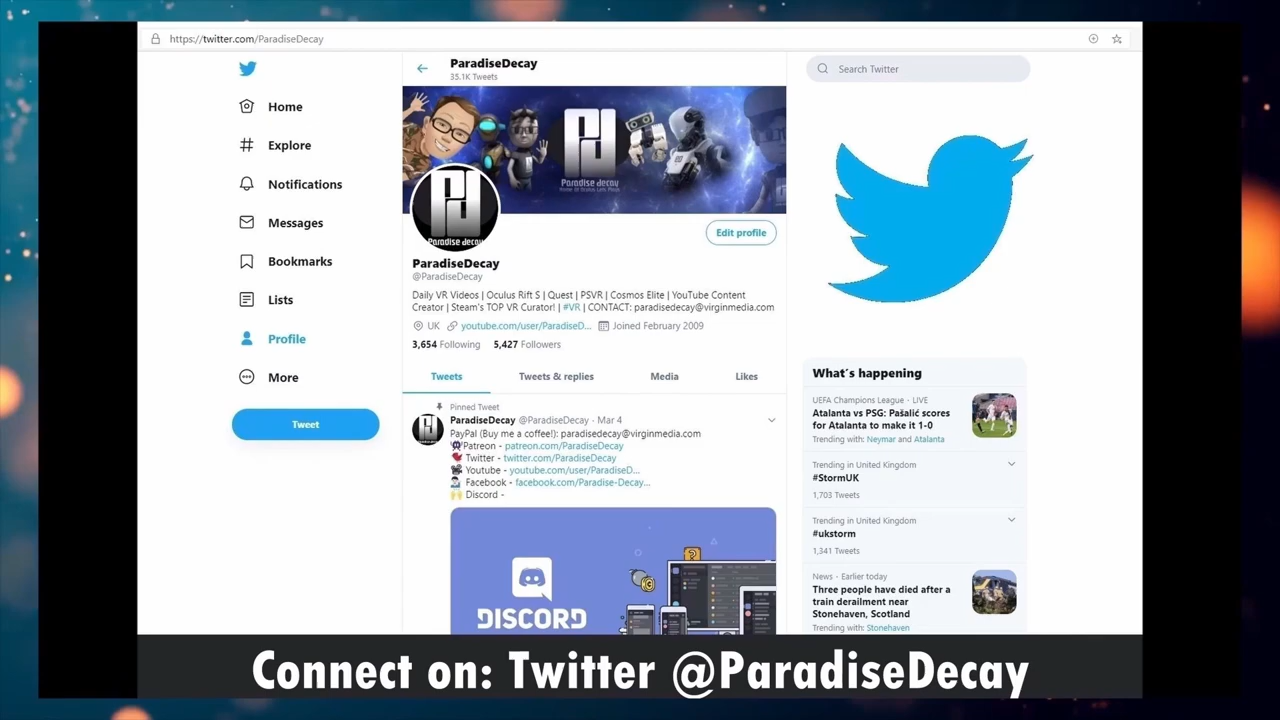 https://twitter.com/ParadiseDecay
Home
Explore
Notifications
Messages
Bookmarks
Lists
Profile
More
Tweet
ParadiseDecay
35.1K Tweets
PD
Paradise decay
PD
Paradise decay
Edit profile
ParadiseDecay
@ParadiseDecay
Daily VR Videos | Oculus Rift S | Quest | PSVR | Cosmos Elite | YouTube Content
Creator | Steam's TOP VR Curator! | #VR | CONTACT: paradisedecay@virginmedia.com
UK youtube.com/user/ParadiseD... Joined February 2009
3,654 Following 5,427 Followers
Tweets Tweets & replies Media Likes
Pinned Tweet
ParadiseDecay @ParadiseDecay · Mar 4
PayPal (Buy me a coffee!): paradisedecay@virginmedia.com
Patreon - patreon.com/ParadiseDecay
Twitter - twitter.com/ParadiseDecay
Youtube - youtube.com/user/ParadiseD...
Facebook - facebook.com/Paradise-Decay...
Discord -
DISCORD
Search Twitter
What's happening
UEFA Champions League · LIVE
Atalanta vs PSG: Pašalić scores
for Atalanta to make it 1-0
Trending with: Neymar and Atalanta
Trending in United Kingdom
#StormUK
1,703 Tweets
Trending in United Kingdom
#ukstorm
1,341 Tweets
News · Earlier today
Three people have died after a
train derailment near
Stonehaven, Scotland
Trending with: Stonehaven
Connect on: Twitter @ParadiseDecay